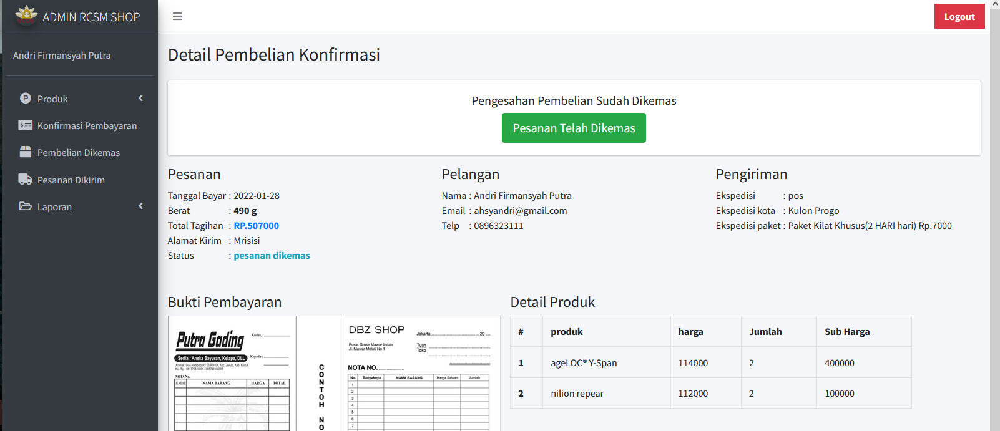 ADMIN RCSM SHOP
Logout
Andri Firmansyah Putra
Produk
Konfirmasi Pembayaran
Pembelian Dikemas
Pesanan Dikirim
Laporan
Detail Pembelian Konfirmasi
Pengesahan Pembelian Sudah Dikemas
Pesanan Telah Dikemas
Pesanan
Tanggal Bayar : 2022-01-28
Berat : 490 g
Total Tagihan : RP.507000
Alamat Kirim : Mrisisi
Status : pesanan dikemas
Pelangan
Nama : Andri Firmansyah Putra
Email : ahsyandri@gmail.com
Telp : 0896323111
Pengiriman
Ekspedisi : pos
Ekspedisi kota : Kulon Progo
Ekspedisi paket : Paket Kilat Khusus(2 HARI hari) Rp.7000
Bukti Pembayaran
Putra Gading
Kudus,
Sedia : Aneka Sayuran, Kelapa, DLL
Kepada :
NOTA No.
JUMLAH NAMA BARANG HARGA TOTAL
CONTOH NO
DBZ SHOP
Jakarta, 20
Pusat Grosir Mawar Indah
Jl. Mawar Melati No 1
Tuan
Toko
NOTA NO.
No. Banyaknya NAMA BARANG Harga Satuan Jumlah
1
2
3
4
5
6
7
Detail Produk
# produk harga Jumlah Sub Harga
1 ageLOC® Y-Span 114000 2 400000
2 nilion repear 112000 2 100000